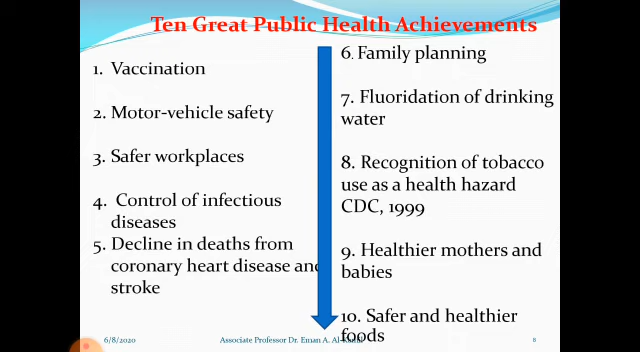 Ten Great Public Health Achievements
1. Vaccination
2. Motor-vehicle safety
3. Safer workplaces
4. Control of infectious
diseases
5. Decline in deaths from
coronary heart disease and
stroke
6. Family planning
7. Fluoridation of drinking
water
8. Recognition of tobacco
use as a health hazard
CDC, 1999
9. Healthier mothers and
babies
10. Safer and healthier
foods
6/8/2020
Associate Professor Dr. Eman A. Al-
8